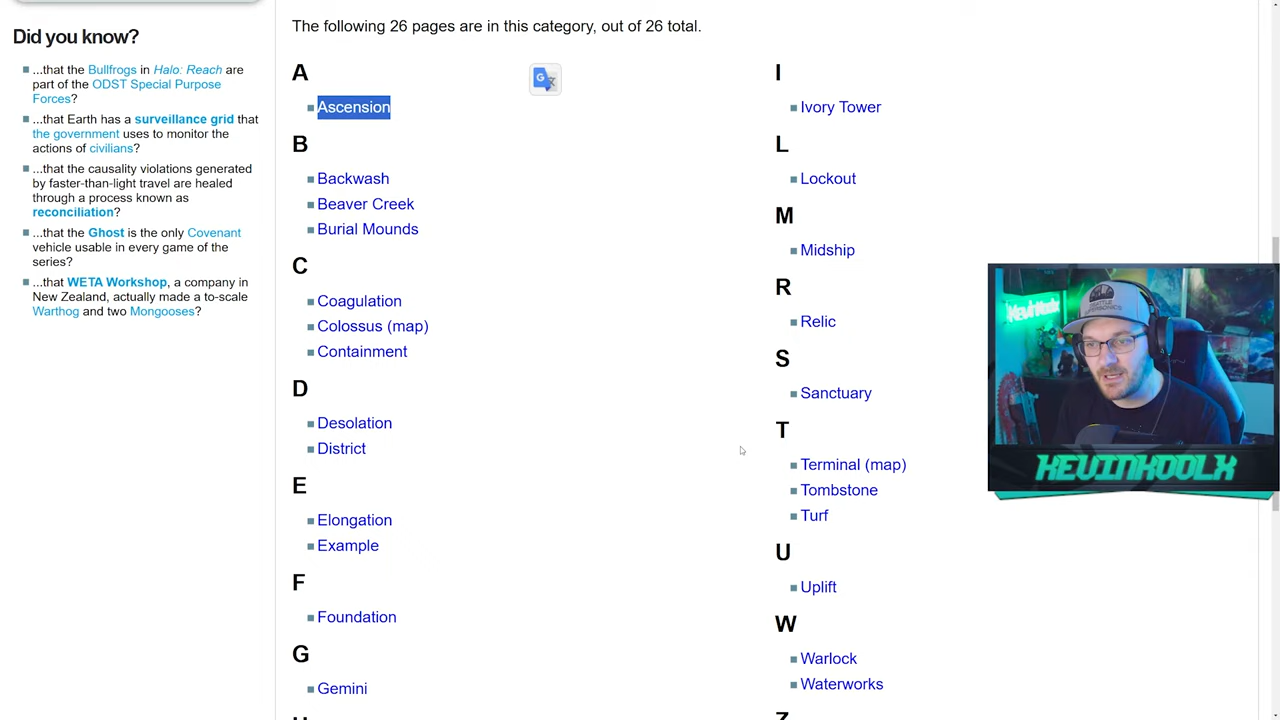 Did you know?
...that the Bullfrogs in Halo: Reach are
part of the ODST Special Purpose
Forces?
...that Earth has a surveillance grid that
the government uses to monitor the
actions of civilians?
...that the causality violations generated
by faster-than-light travel are healed
through a process known as
reconciliation?
...that the Ghost is the only Covenant
vehicle usable in every game of the
series?
...that WETA Workshop, a company in
New Zealand, actually made a to-scale
Warthog and two Mongooses?
The following 26 pages are in this category, out of 26 total.
A
Ascension
B
Backwash
Beaver Creek
Burial Mounds
C
Coagulation
Colossus (map)
Containment
D
Desolation
District
E
Elongation
Example
F
Foundation
G
Gemini
I
Ivory Tower
L
Lockout
M
Midship
R
Relic
S
Sanctuary
T
Terminal (map)
Tombstone
Turf
U
Uplift
W
Warlock
Waterworks
Z
G
KEVINKOOLX